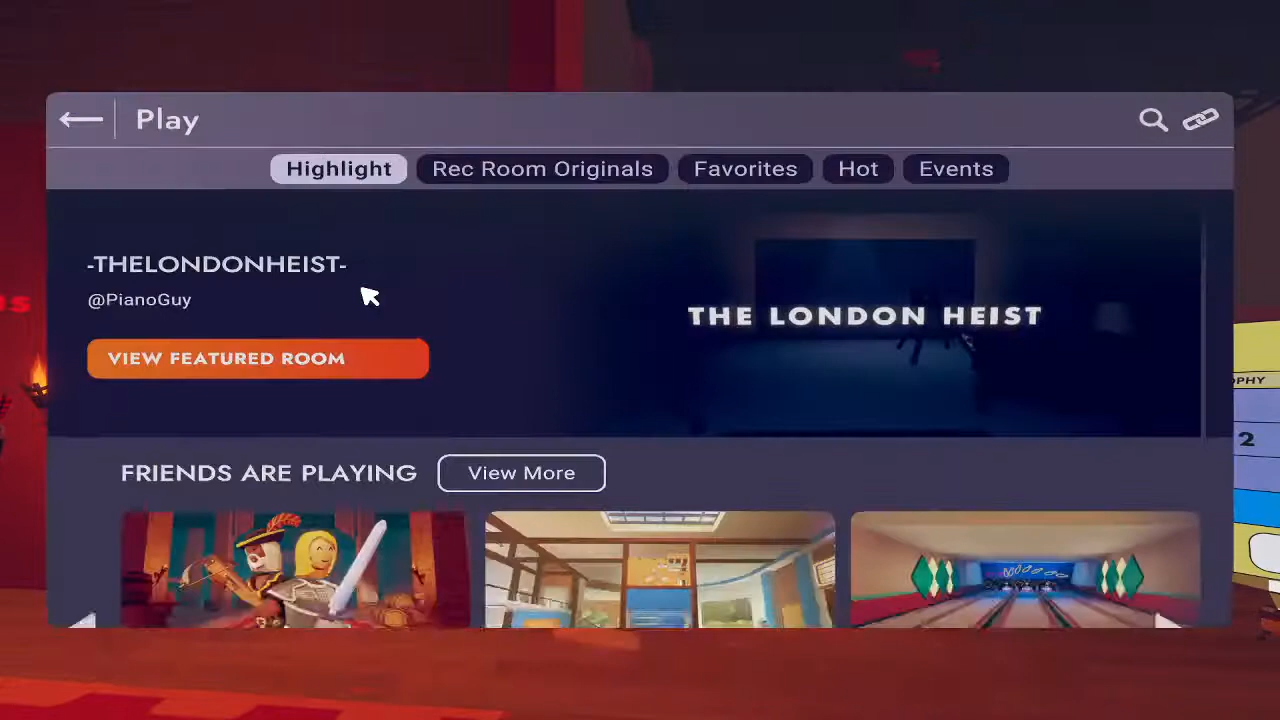 Play
Highlight
Rec Room Originals
Favorites
Hot
Events
-THELONDONHEIST-
@PianoGuy
VIEW FEATURED ROOM
THE LONDON HEIST
FRIENDS ARE PLAYING
View More
2